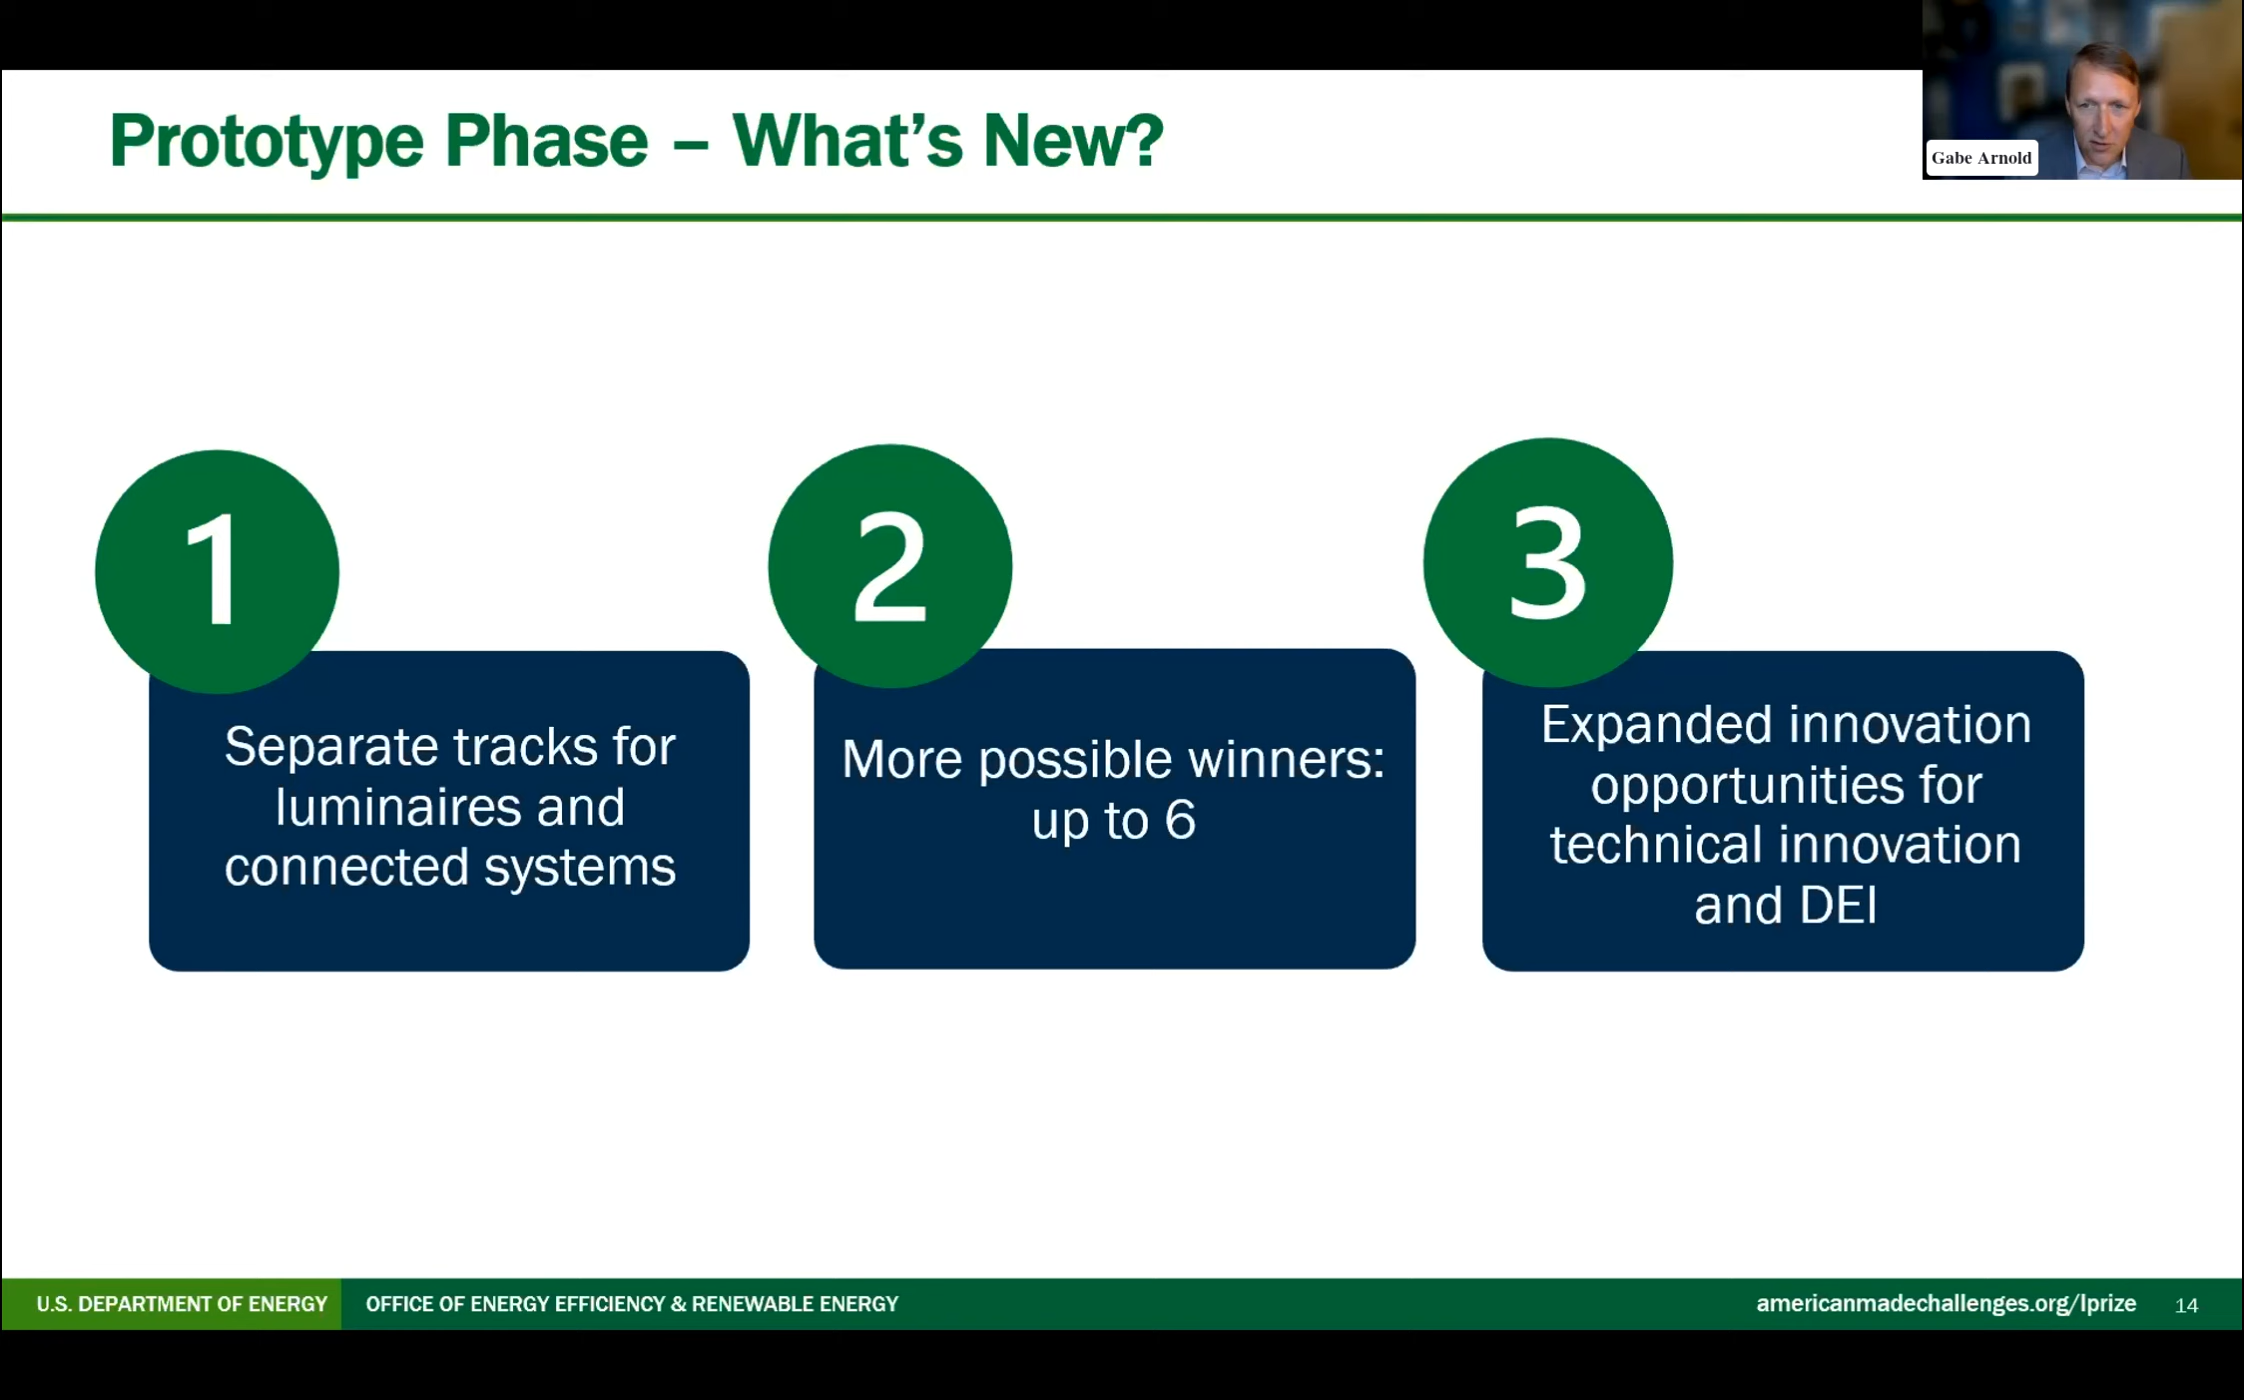 Prototype Phase – What’s New?
Gabe Arnold
1
Separate tracks for
luminaires and
connected systems
2
More possible winners:
up to 6
3
Expanded innovation
opportunities for
technical innovation
and DEI
U.S. DEPARTMENT OF ENERGY
OFFICE OF ENERGY EFFICIENCY & RENEWABLE ENERGY
americanmadechallenges.org/lprize
14